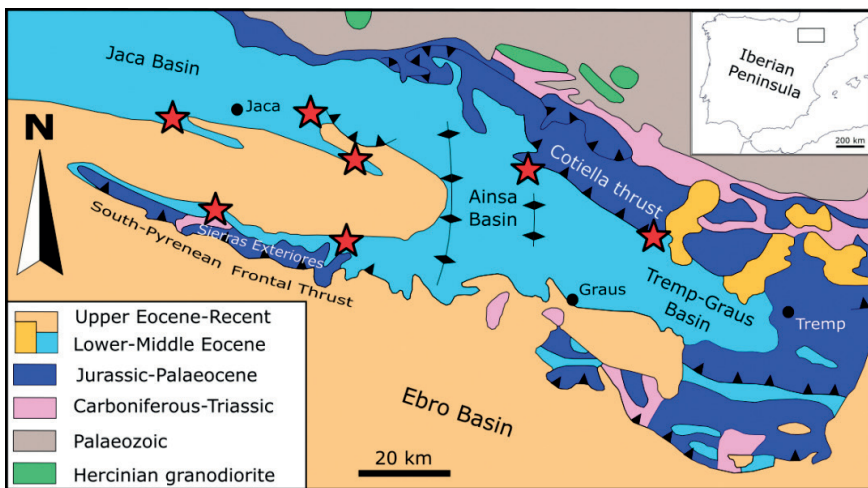 Jaca Basin
Jaca
Iberian
Peninsula
200 km
N
Cotiella thrust
Ainsa
Basin
Sierras Exteriores
South-Pyrenean Frontal Thrust
Graus
Tremp-Graus
Basin
Tremp
Ebro Basin
20 km
Upper Eocene-Recent
Lower-Middle Eocene
Jurassic-Palaeocene
Carboniferous-Triassic
Palaeozoic
Hercinian granodiorite